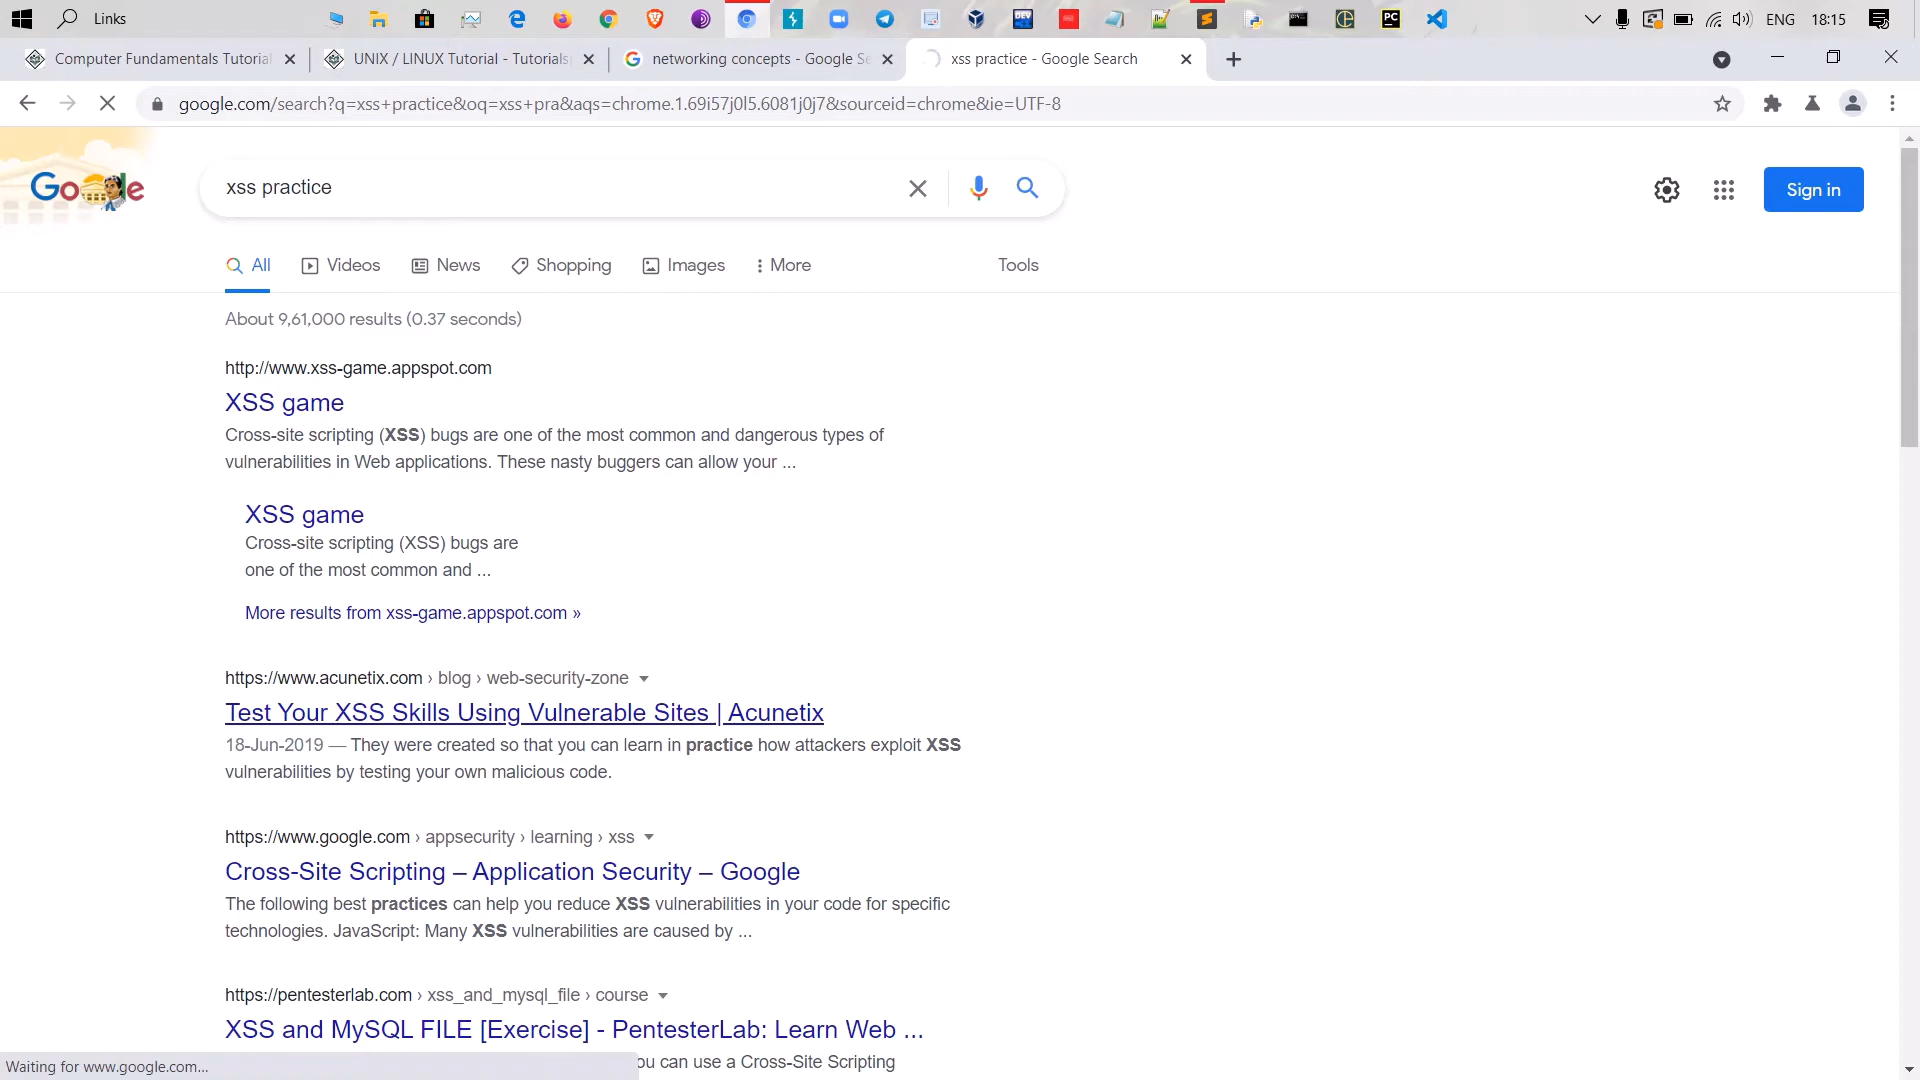 Links
ENG 18:15
Computer Fundamentals Tutorial
UNIX / LINUX Tutorial - Tutorials
networking concepts - Google Se
xss practice - Google Search
google.com/search?q=xss+practice&oq=xss+pra&aqs=chrome.1.69i57j0l5.6081j0j7&sourceid=chrome&ie=UTF-8
Google
xss practice
Sign in
All Videos News Shopping Images More Tools
About 9,61,000 results (0.37 seconds)
http://www.xss-game.appspot.com
XSS game
Cross-site scripting (XSS) bugs are one of the most common and dangerous types of
vulnerabilities in Web applications. These nasty buggers can allow your ...
XSS game
Cross-site scripting (XSS) bugs are
one of the most common and ...
More results from xss-game.appspot.com »
https://www.acunetix.com › blog › web-security-zone
Test Your XSS Skills Using Vulnerable Sites | Acunetix
18-Jun-2019 — They were created so that you can learn in practice how attackers exploit XSS
vulnerabilities by testing your own malicious code.
https://www.google.com › appsecurity › learning › xss
Cross-Site Scripting – Application Security – Google
The following best practices can help you reduce XSS vulnerabilities in your code for specific
technologies. JavaScript: Many XSS vulnerabilities are caused by ...
https://pentesterlab.com › xss_and_mysql_file › course
XSS and MySQL FILE [Exercise] - PentesterLab: Learn Web ...
ou can use a Cross-Site Scripting
Waiting for www.google.com...